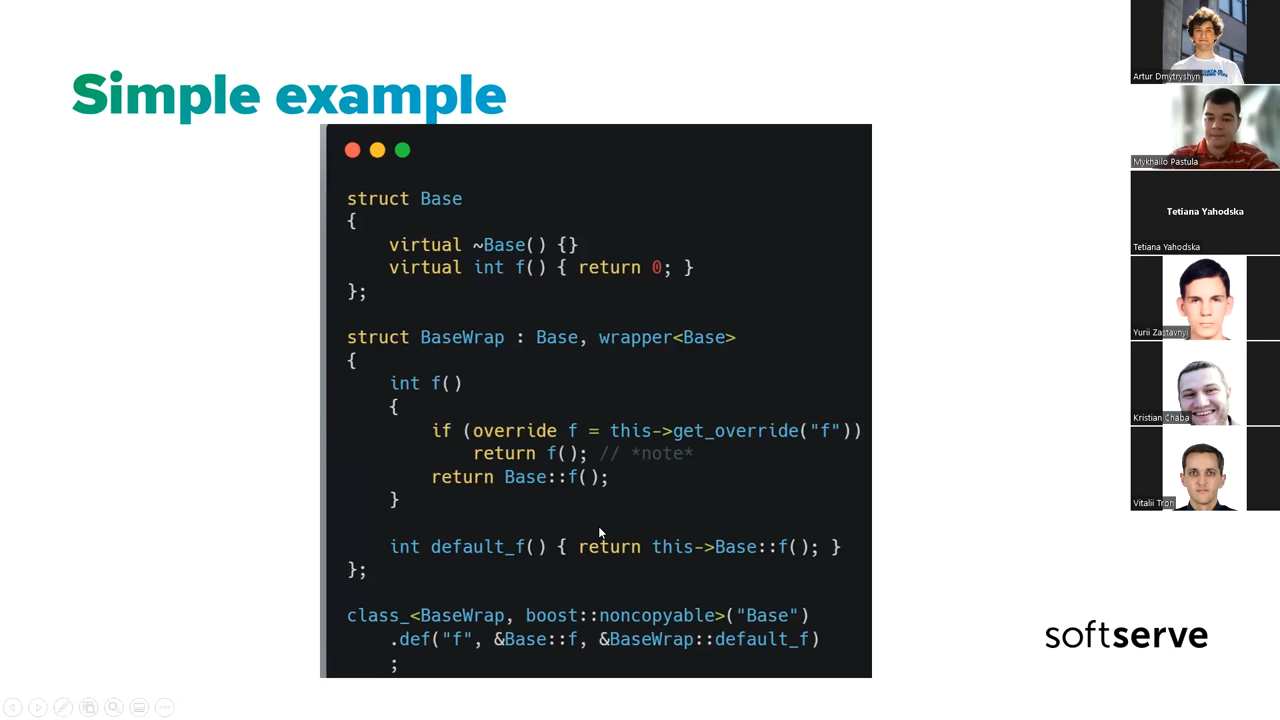 Simple example
struct Base
{
    virtual ~Base() {}
    virtual int f() { return 0; }
};
struct BaseWrap : Base, wrapper<Base>
{
    int f()
    {
        if (override f = this->get_override("f"))
            return f(); // *note*
        return Base::f();
    }
    int default_f() { return this->Base::f(); }
};
class_<BaseWrap, boost::noncopyable>("Base")
    .def("f", &Base::f, &BaseWrap::default_f)
    ;
Artur Dmytryshyn
Mykhailo Pastula
Tetiana Yahodska
Tetiana Yahodska
Yurii Zastavnyi
Kristian Chaba
Vitalii Tron
softserve